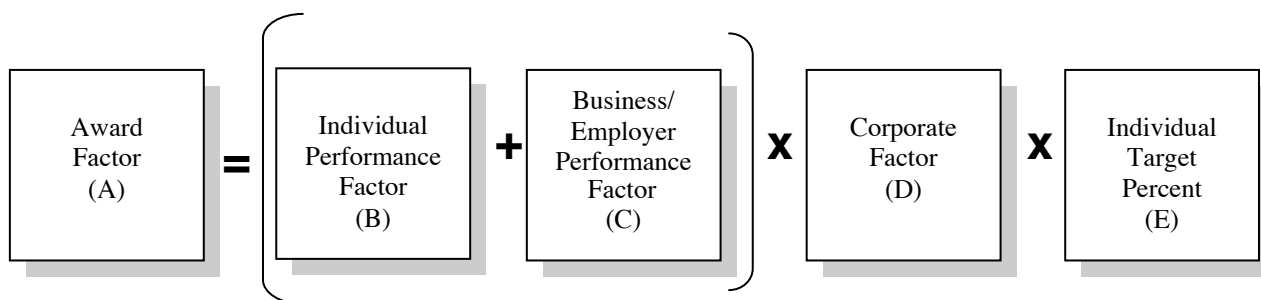 Award
Factor
(A)
=
Individual
Performance
Factor
(B)
+
Business/
Employer
Performance
Factor
(C)
x
Corporate
Factor
(D)
x
Individual
Target
Percent
(E)